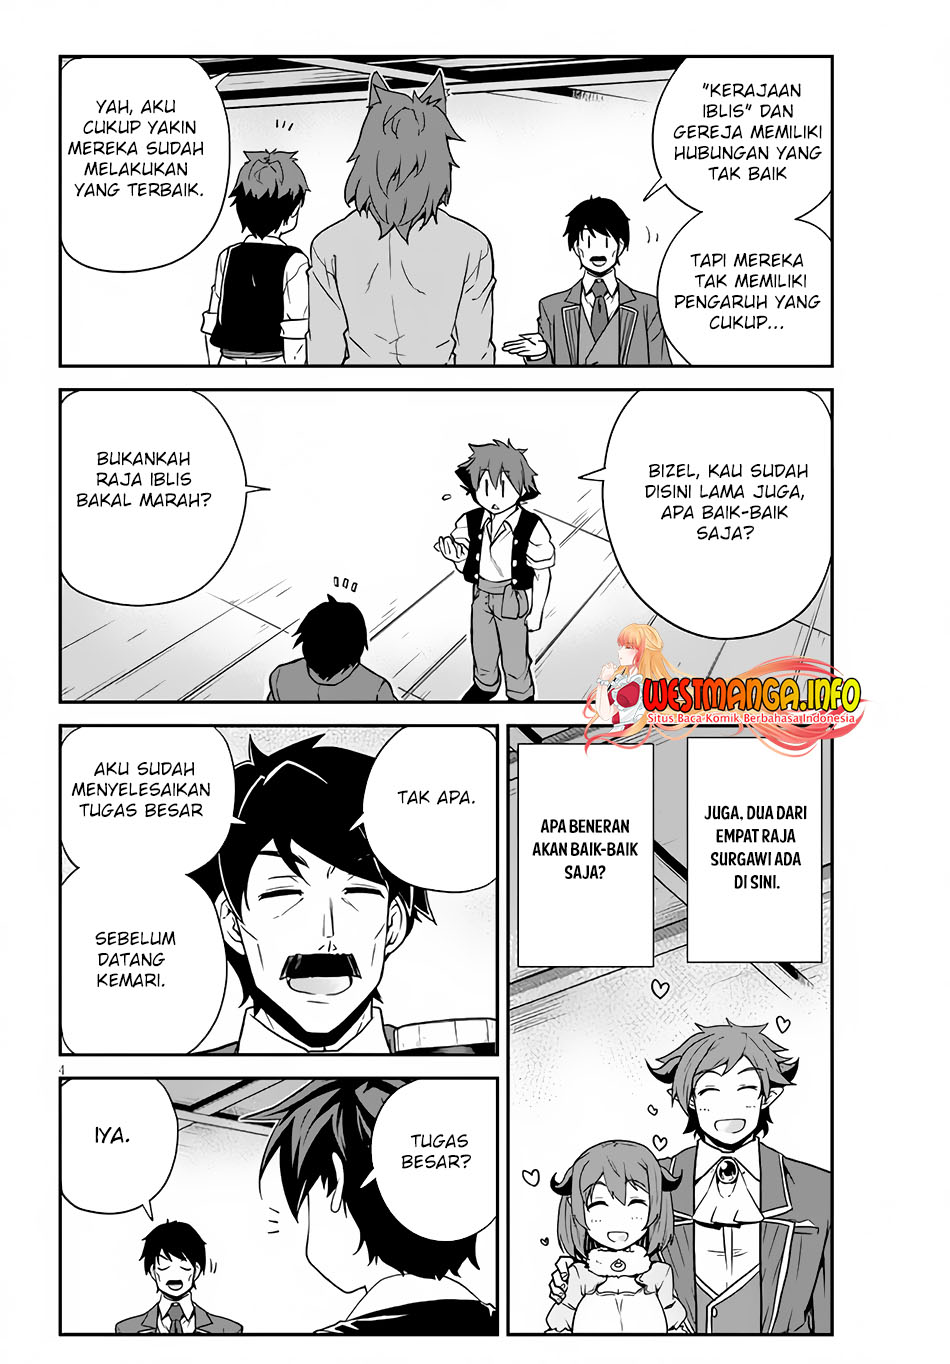 "KERAJAAN
IBLIS" DAN
GEREJA MEMILIKI
HUBUNGAN YANG
TAK BAIK
TAPI MEREKA
TAK MEMILIKI
PENGARUH YANG
CUKUP...
YAH, AKU
CUKUP YAKIN
MEREKA SUDAH
MELAKUKAN
YANG TERBAIK.
BIZEL, KAU SUDAH
DISINI LAMA JUGA,
APA BAIK-BAIK
SAJA?
BUKANKAH
RAJA IBLIS
BAKAL MARAH?
WESTMANGA.INFO
Situs Baca Komik Berbahasa Indonesia
JUGA, DUA DARI
EMPAT RAJA
SURGAWI ADA
DI SINI.
APA BENERAN
AKAN BAIK-BAIK
SAJA?
TAK APA.
AKU SUDAH
MENYELESAIKAN
TUGAS BESAR
SEBELUM
DATANG
KEMARI.
4
TUGAS
BESAR?
IYA.